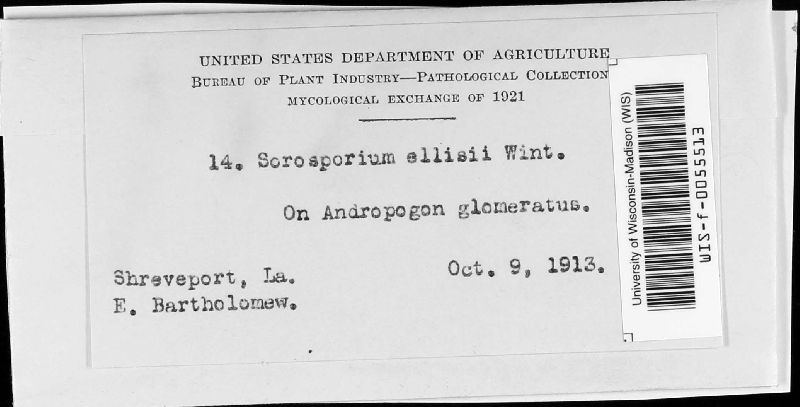 UNITED STATES DEPARTMENT OF AGRICULTURE
BUREAU OF PLANT INDUSTRY—PATHOLOGICAL COLLECTION
MYCOLOGICAL EXCHANGE OF 1921
14. Sorosporium ellisii Wint.
On Andropogon glomeratus.
Shreveport, La.
Oct. 9, 1913.
E. Bartholomew.
University of Wisconsin-Madison (WIS)
WIS-f-0055513